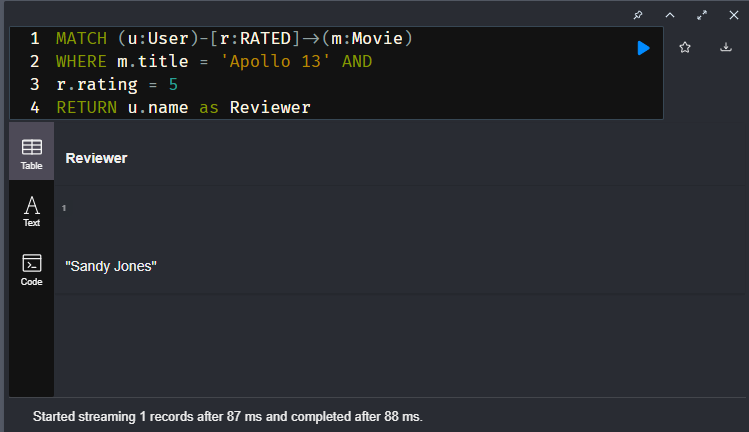 1 MATCH (u:User)-[r:RATED]->(m:Movie)
2 WHERE m.title = 'Apollo 13' AND
3 r.rating = 5
4 RETURN u.name as Reviewer
Table
Reviewer
A
Text
1
Code
"Sandy Jones"
Started streaming 1 records after 87 ms and completed after 88 ms.